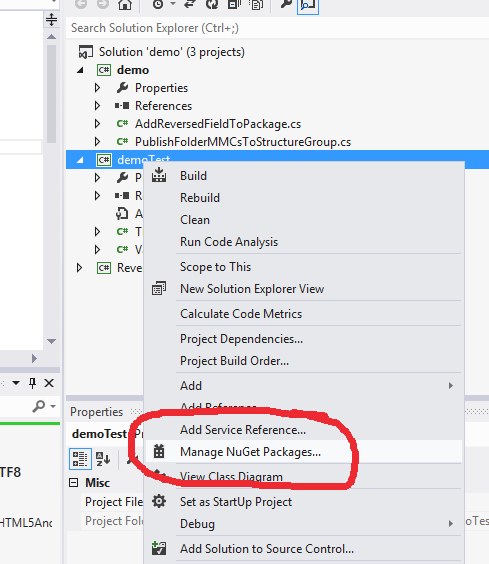 Search Solution Explorer (Ctrl+;)
Solution 'demo' (3 projects)
C# demo
Properties
References
C# AddReversedFieldToPackage.cs
C# PublishFolderMMCsToStructureGroup.cs
C# demoTest
Build
Rebuild
Clean
Run Code Analysis
C# Reve
Scope to This
New Solution Explorer View
Calculate Code Metrics
Project Dependencies...
Project Build Order...
Add
Add Reference...
Properties
Add Service Reference...
demoTest
Manage NuGet Packages...
TF8
View Class Diagram
Misc
Set as StartUp Project
Project File
HTML5Anc
Project Fol
Debug
oTes
Add Solution to Source Control...